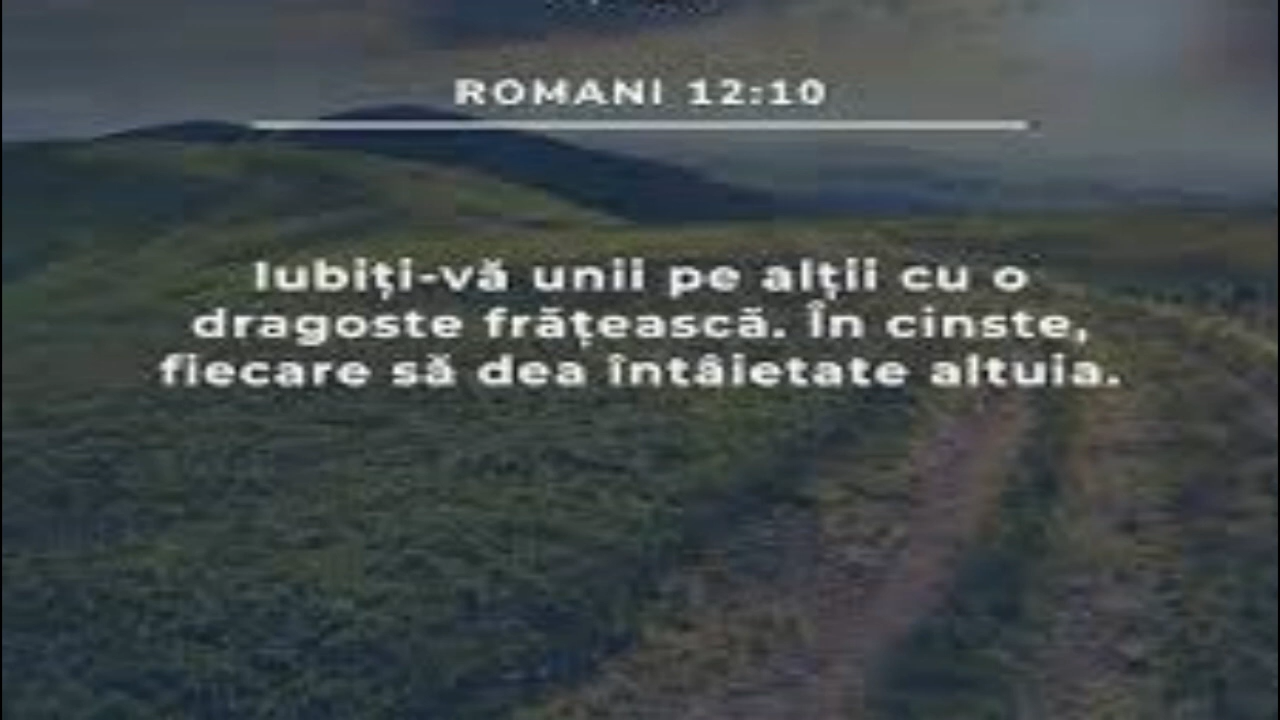 ROMANI 12:10
Iubiți-vă unii pe alții cu o
dragoste frățească. În cinste,
fiecare să dea întâietate altuia.